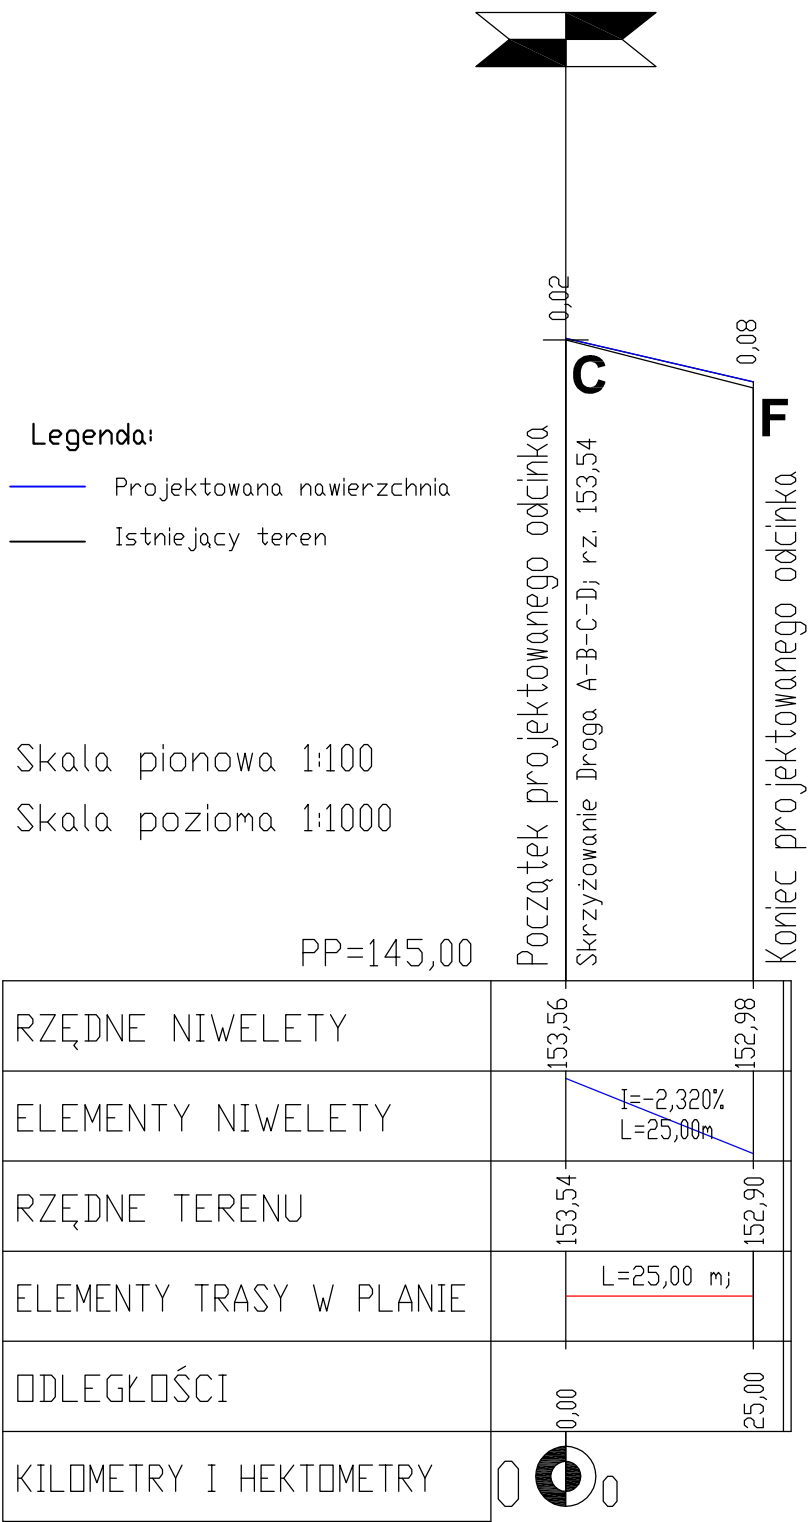 0,02
0,08
C
F
Legenda:
Projektowana nawierzchnia
Istniejący teren
Początek projektowanego odcinka
Skrzyżowanie Droga A-B-C-D; rz. 153,54
Koniec projektowanego odcinka
Skala pionowa 1:100
Skala pozioma 1:1000
PP=145,00
RZĘDNE NIWELETY
153,56
152,98
ELEMENTY NIWELETY
I=-2,320%
L=25,00m
RZĘDNE TERENU
153,54
152,90
ELEMENTY TRASY W PLANIE
L=25,00 m;
ODLEGŁOŚCI
0,00
25,00
KILOMETRY I HEKTOMETRY
0
0